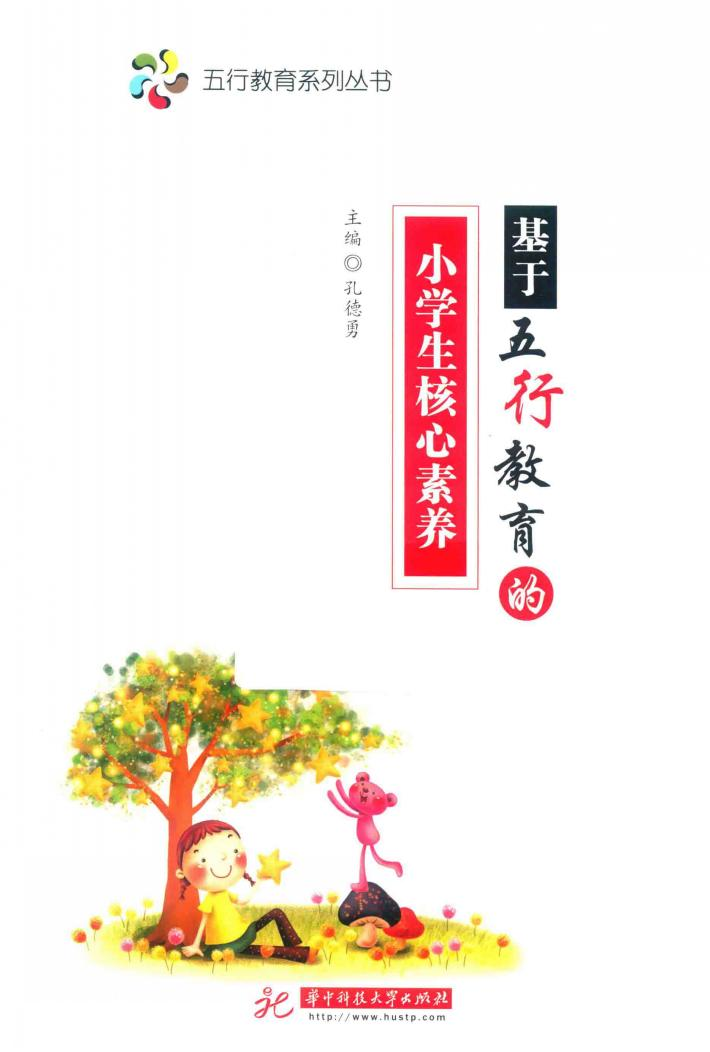 五行教育系列丛书
基于五行教育的
小学生核心素养
主编◎孔德勇
华中科技大学出版社
http://www.hustp.com